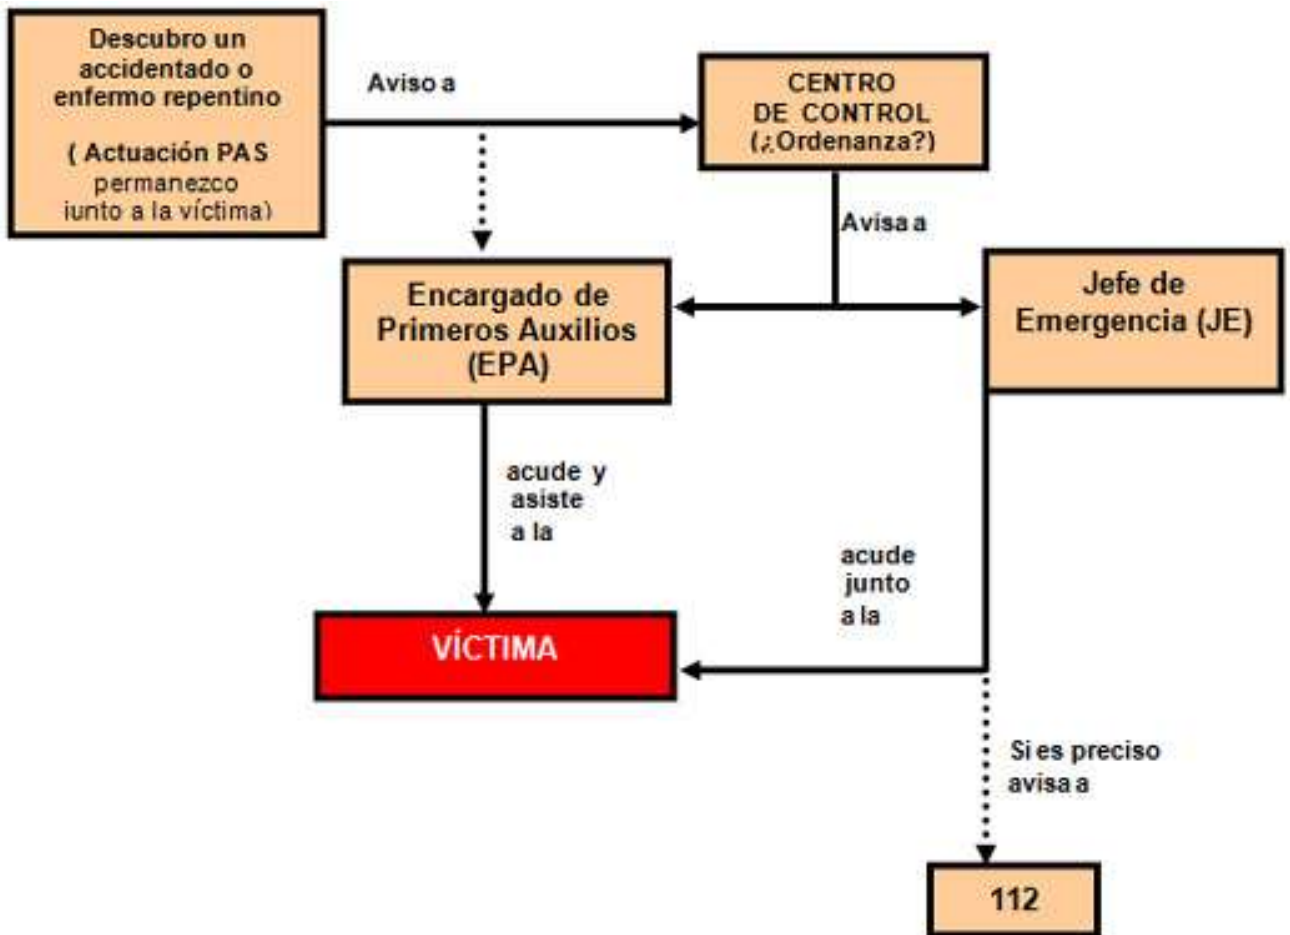 Descubro un
accidentado o
enfermo repentino
( Actuación PAS
permanezco
junto a la víctima)
Aviso a
CENTRO
DE CONTROL
(¿Ordenanza?)
Avisa a
Encargado de
Primeros Auxilios
(EPA)
Jefe de
Emergencia (JE)
acude y
asiste
a la
acude
junto
a la
VÍCTIMA
Si es preciso
avisa a
112